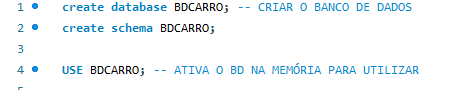 1 create database BDCARRO; -- CRIAR O BANCO DE DADOS
2 create schema BDCARRO;
3
4 USE BDCARRO; -- ATIVA O BD NA MEMÓRIA PARA UTILIZAR